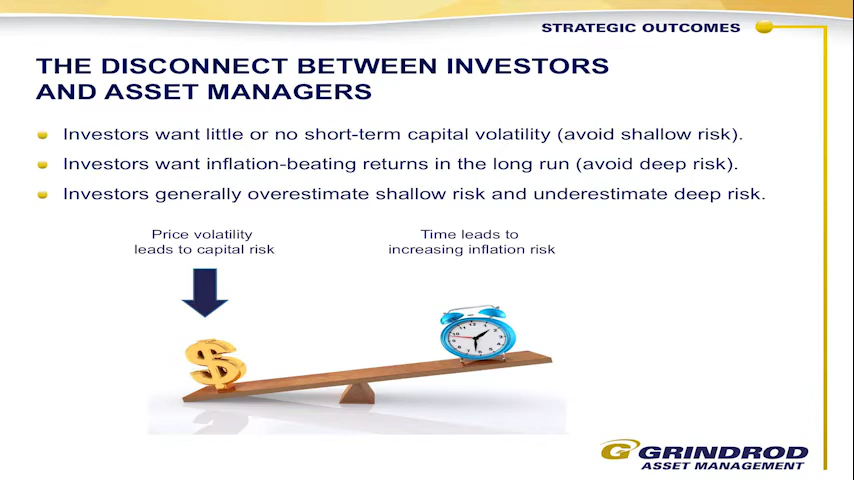 STRATEGIC OUTCOMES
THE DISCONNECT BETWEEN INVESTORS
AND ASSET MANAGERS
Investors want little or no short-term capital volatility (avoid shallow risk).
Investors want inflation-beating returns in the long run (avoid deep risk).
Investors generally overestimate shallow risk and underestimate deep risk.
Price volatility
leads to capital risk
Time leads to
increasing inflation risk
GRINDROD
ASSET MANAGEMENT